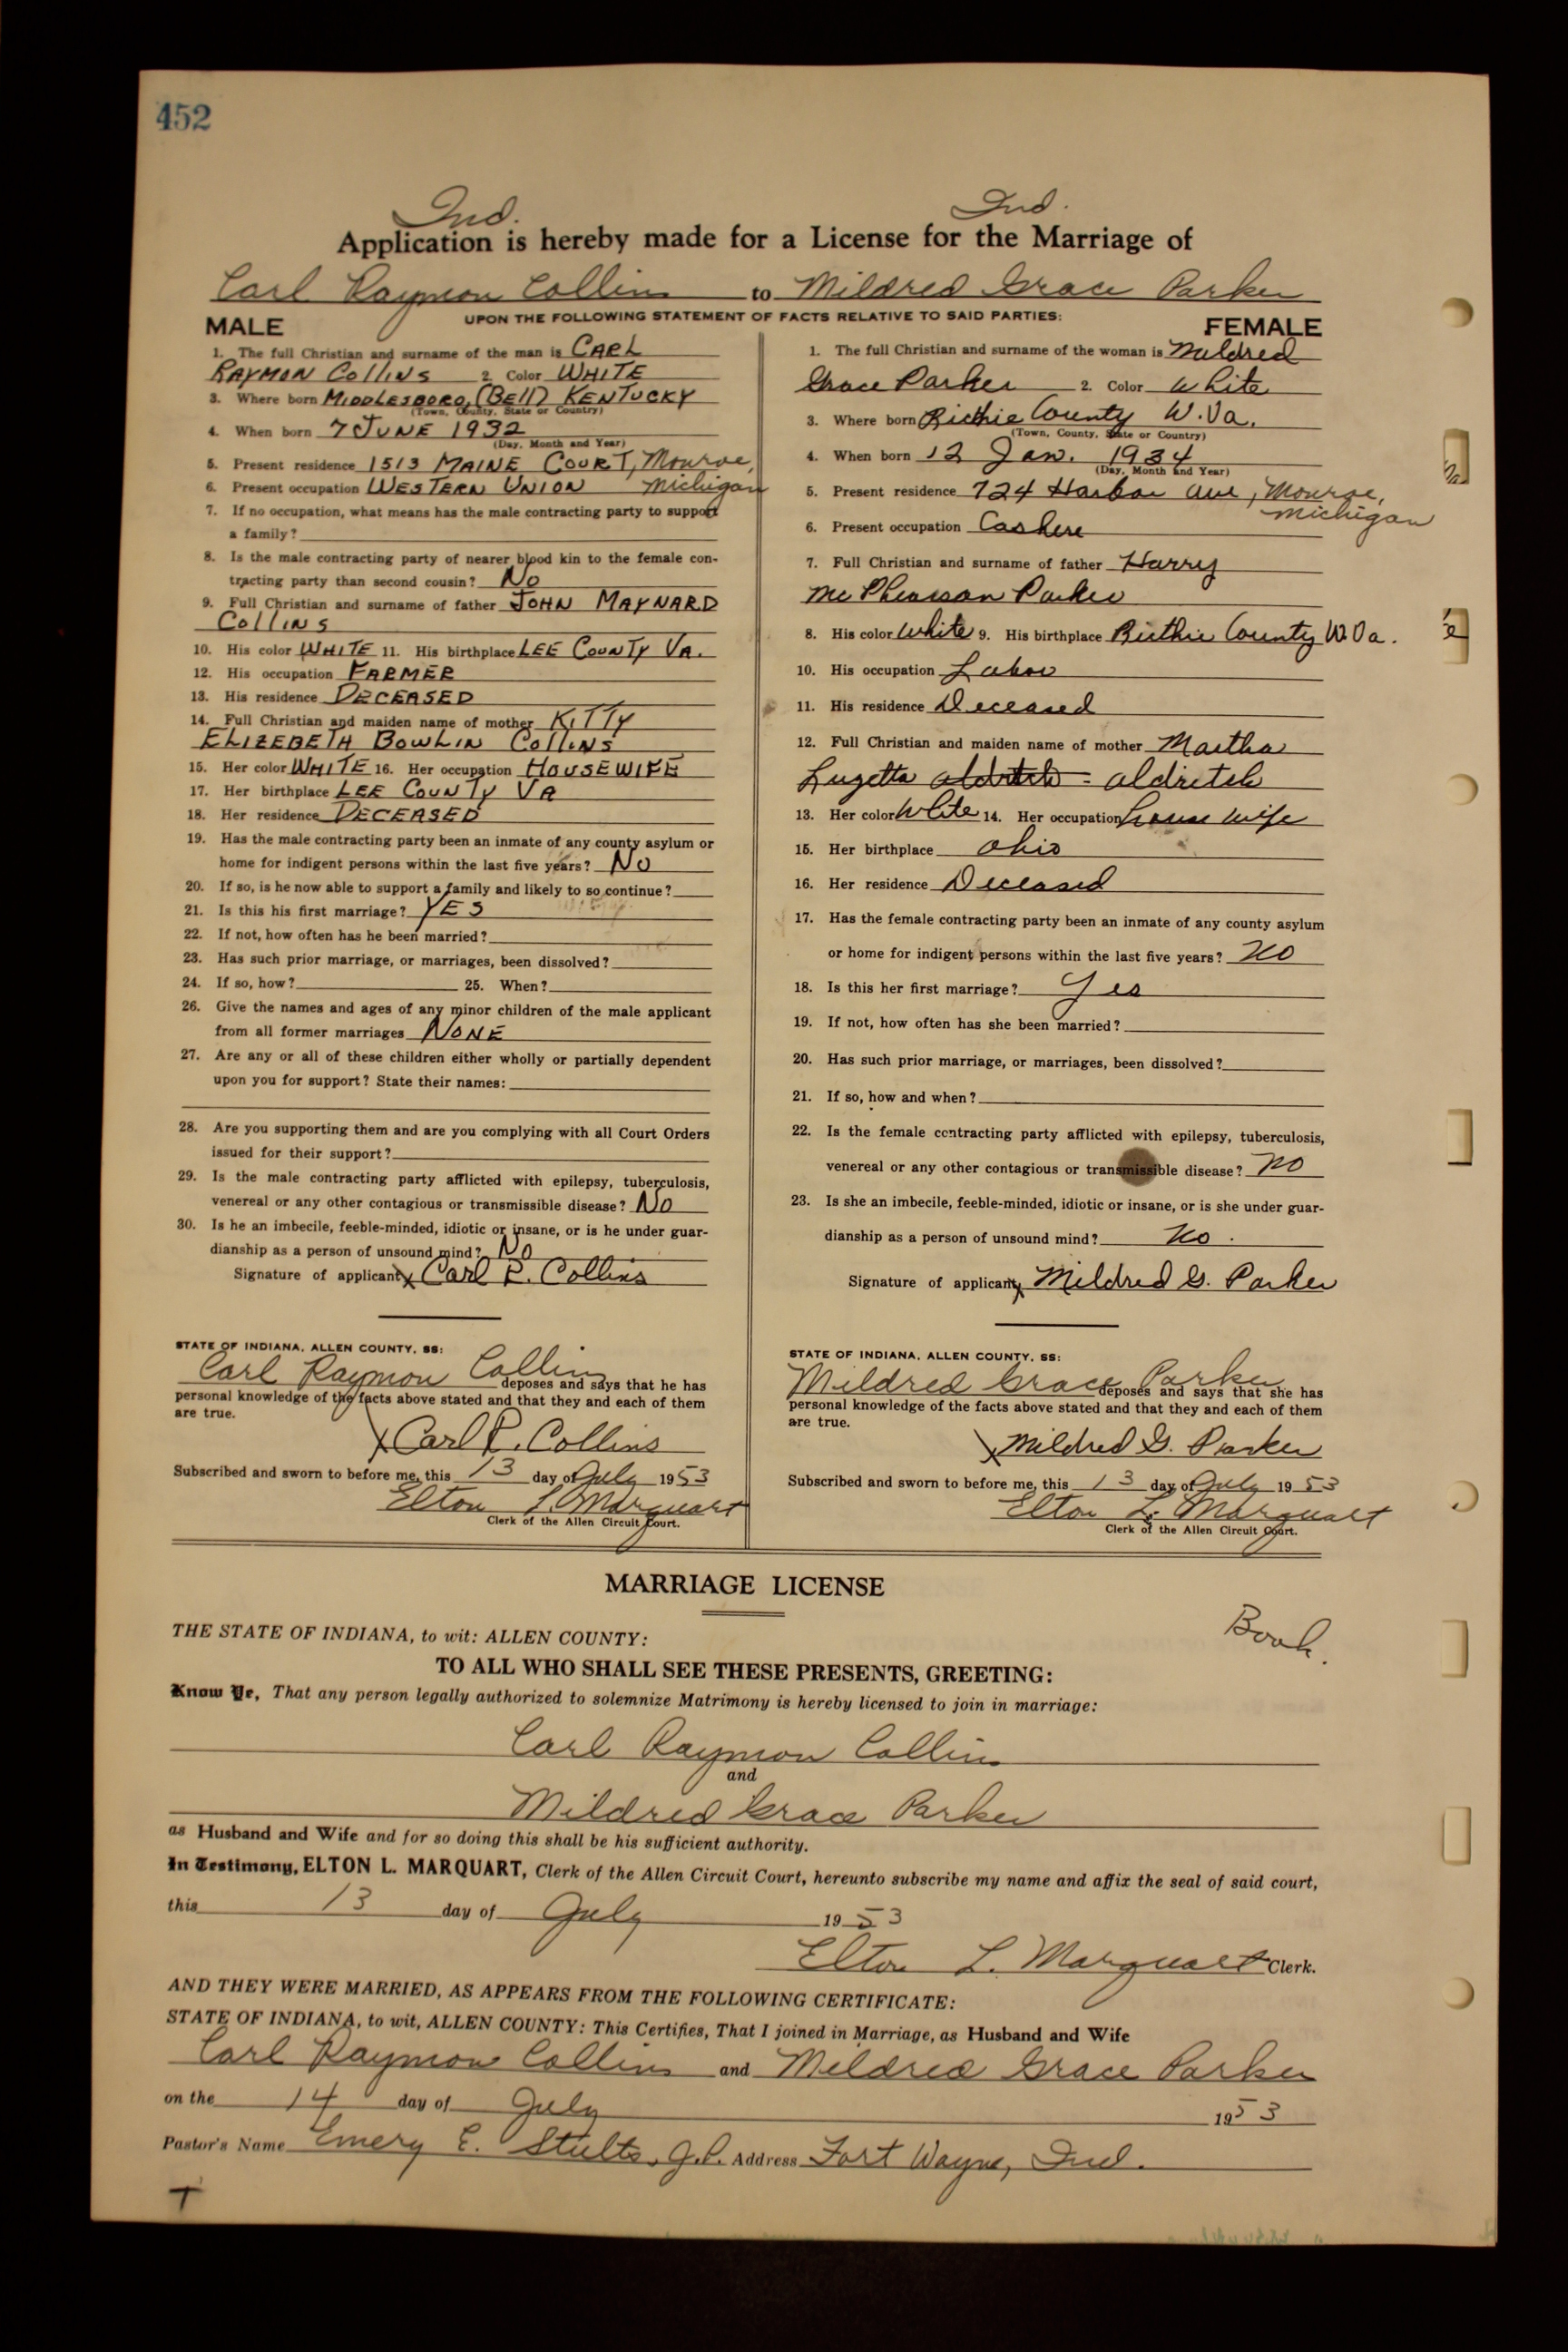 452
Ind. Ind.
Application is hereby made for a License for the Marriage of
Carl Raymon Collins to Mildred Grace Parker
UPON THE FOLLOWING STATEMENT OF FACTS RELATIVE TO SAID PARTIES:
MALE
1. The full Christian and surname of the man is CARL
RAYMON COLLINS 2. Color WHITE
3. Where born MIDDLESBORO, (BELL) KENTUCKY
(Town, County, State or Country)
4. When born 7 JUNE 1932
(Day, Month and Year)
5. Present residence 1513 MAINE COURT, Monroe,
6. Present occupation WESTERN UNION Michigan
7. If no occupation, what means has the male contracting party to support
a family?
8. Is the male contracting party of nearer blood kin to the female con-
tracting party than second cousin? No
9. Full Christian and surname of father JOHN MAYNARD
COLLINS
10. His color WHITE 11. His birthplace LEE COUNTY VA.
12. His occupation FARMER
13. His residence DECEASED
14. Full Christian and maiden name of mother KITTY
ELIZEBETH BOWLIN COLLINS
15. Her color WHITE 16. Her occupation HOUSEWIFE
17. Her birthplace LEE COUNTY VA
18. Her residence DECEASED
19. Has the male contracting party been an inmate of any county asylum or
home for indigent persons within the last five years? No
20. If so, is he now able to support a family and likely to so continue?
21. Is this his first marriage? YES
22. If not, how often has he been married?
23. Has such prior marriage, or marriages, been dissolved?
24. If so, how? 25. When?
26. Give the names and ages of any minor children of the male applicant
from all former marriages NONE
27. Are any or all of these children either wholly or partially dependent
upon you for support? State their names:
28. Are you supporting them and are you complying with all Court Orders
issued for their support?
29. Is the male contracting party afflicted with epilepsy, tuberculosis,
venereal or any other contagious or transmissible disease? No
30. Is he an imbecile, feeble-minded, idiotic or insane, or is he under guar-
dianship as a person of unsound mind? No
Signature of applicant x Carl R. Collins
STATE OF INDIANA, ALLEN COUNTY, SS:
Carl Raymon Collins deposes and says that he has
personal knowledge of the facts above stated and that they and each of them
are true.
x Carl R. Collins
Subscribed and sworn to before me, this 13 day of July 1953
Elton L. Marquart
Clerk of the Allen Circuit Court.
FEMALE
1. The full Christian and surname of the woman is Mildred
Grace Parker 2. Color White
3. Where born Richie County W.Va.
(Town, County, State or Country)
4. When born 12 Jan. 1934
(Day, Month and Year)
5. Present residence 724 Harbor Ave, Monroe,
Michigan
6. Present occupation Cashere
7. Full Christian and surname of father Harry
Mc Phearson Parker
8. His color White 9. His birthplace Richie County W.Va.
10. His occupation Labor
11. His residence Deceased
12. Full Christian and maiden name of mother Martha
Luzetta aldritch - aldritch
13. Her color White 14. Her occupation house wife
15. Her birthplace Ohio
16. Her residence Deceased
17. Has the female contracting party been an inmate of any county asylum
or home for indigent persons within the last five years? no
18. Is this her first marriage? Yes
19. If not, how often has she been married?
20. Has such prior marriage, or marriages, been dissolved?
21. If so, how and when?
22. Is the female contracting party afflicted with epilepsy, tuberculosis,
venereal or any other contagious or transmissible disease? no
23. Is she an imbecile, feeble-minded, idiotic or insane, or is she under guar-
dianship as a person of unsound mind? no.
Signature of applicant x Mildred G. Parker
STATE OF INDIANA, ALLEN COUNTY, SS:
Mildred Grace Parker deposes and says that she has
personal knowledge of the facts above stated and that they and each of them
are true.
x Mildred G. Parker
Subscribed and sworn to before me, this 13 day of July 1953
Elton L. Marquart
Clerk of the Allen Circuit Court.
MARRIAGE LICENSE
Book.
THE STATE OF INDIANA, to wit: ALLEN COUNTY:
TO ALL WHO SHALL SEE THESE PRESENTS, GREETING:
Know Ye, That any person legally authorized to solemnize Matrimony is hereby licensed to join in marriage:
Carl Raymon Collins
and
Mildred Grace Parker
as Husband and Wife and for so doing this shall be his sufficient authority.
In Testimony, ELTON L. MARQUART, Clerk of the Allen Circuit Court, hereunto subscribe my name and affix the seal of said court,
this 13 day of July 1953
Elton L. Marquart Clerk.
AND THEY WERE MARRIED, AS APPEARS FROM THE FOLLOWING CERTIFICATE:
STATE OF INDIANA, to wit, ALLEN COUNTY: This Certifies, That I joined in Marriage, as Husband and Wife
Carl Raymon Collins and Mildred Grace Parker
on the 14 day of July 1953
Pastor's Name Emery E. Stults, J.P. Address Fort Wayne, Ind.
T